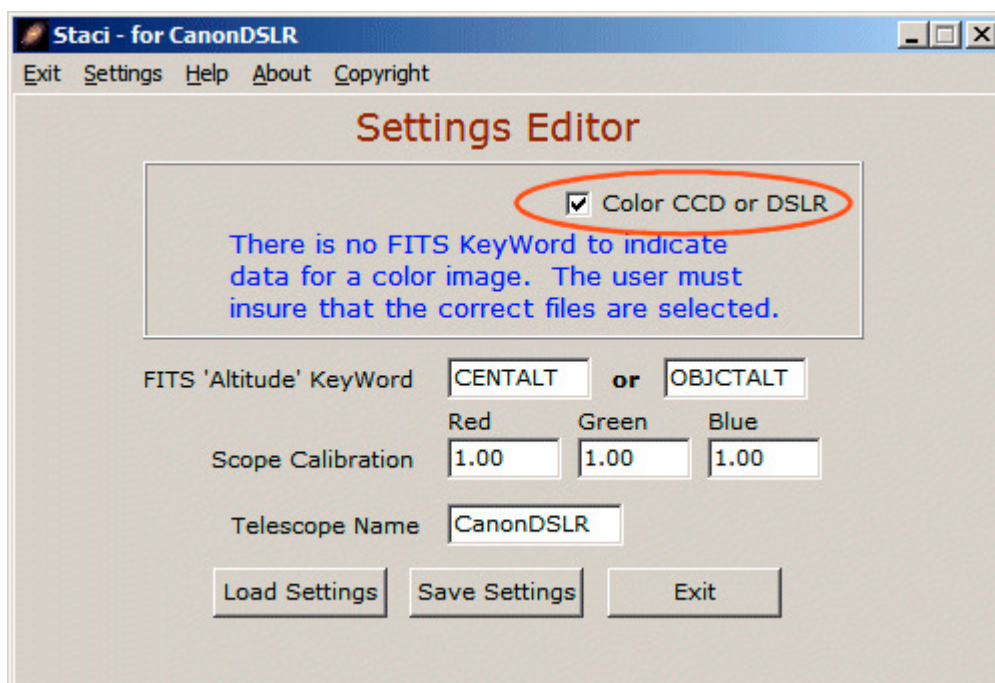 Staci - for CanonDSLR
Exit Settings Help About Copyright
Settings Editor
Color CCD or DSLR
There is no FITS KeyWord to indicate
data for a color image. The user must
insure that the correct files are selected.
FITS 'Altitude' KeyWord CENTALT or OBJCTALT
Red Green Blue
Scope Calibration 1.00 1.00 1.00
Telescope Name CanonDSLR
Load Settings Save Settings Exit